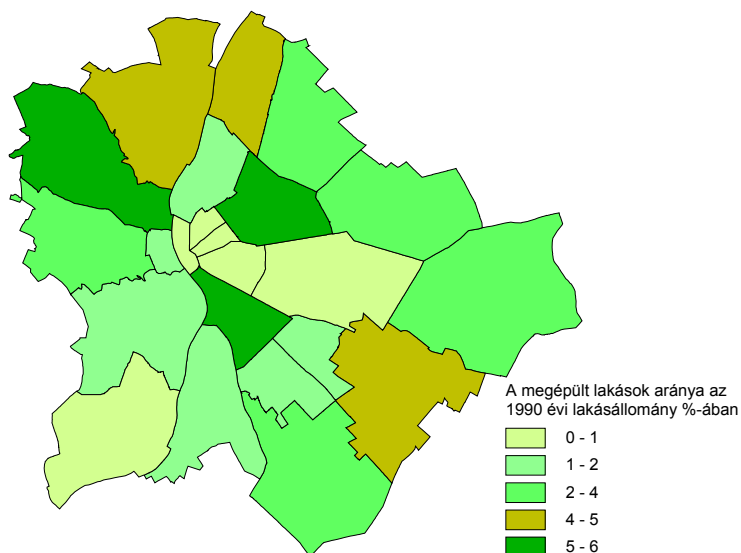 A megépült lakások aránya az
1990 évi lakásállomány %-ában
0 - 1
1 - 2
2 - 4
4 - 5
5 - 6